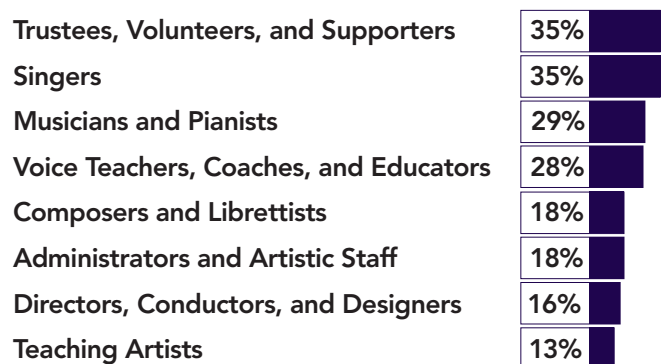 Trustees, Volunteers, and Supporters 35%
Singers 35%
Musicians and Pianists 29%
Voice Teachers, Coaches, and Educators 28%
Composers and Librettists 18%
Administrators and Artistic Staff 18%
Directors, Conductors, and Designers 16%
Teaching Artists 13%